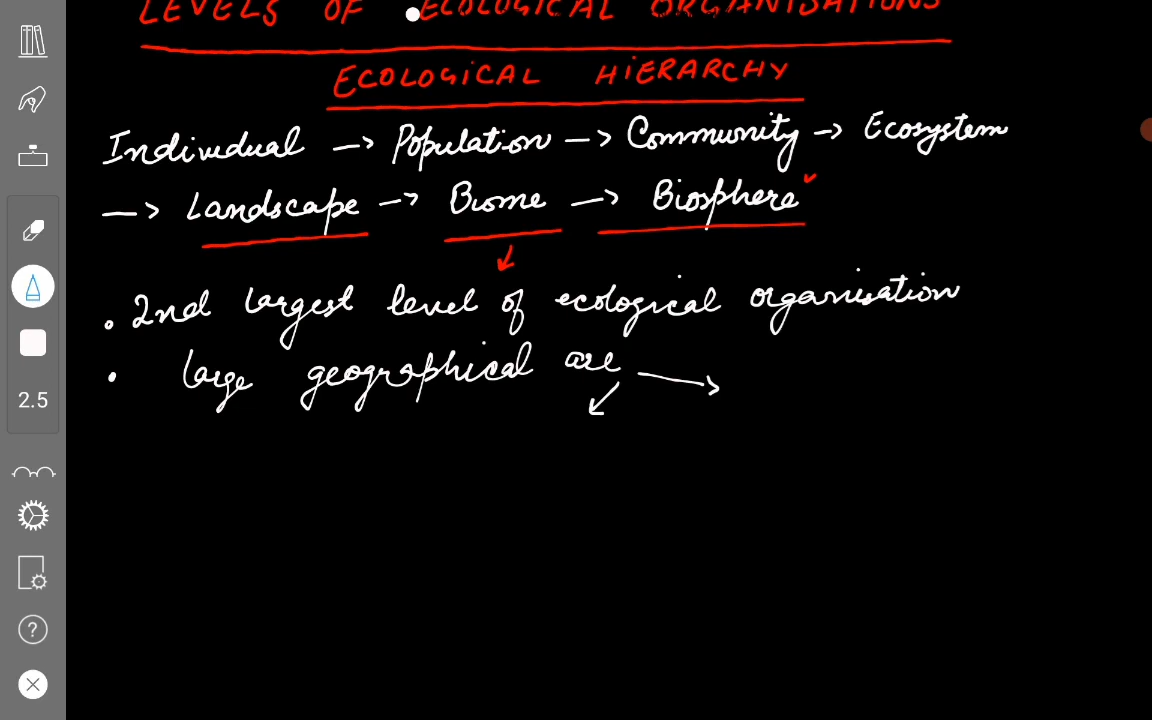 LEVELS OF ECOLOGICAL ORGANISATIONS
ECOLOGICAL HIERARCHY
Individual -> Population -> Community -> Ecosystem
-> Landscape -> Biome -> Biosphere
• 2nd largest level of ecological organisation
• large geographical are ->
2.5
?